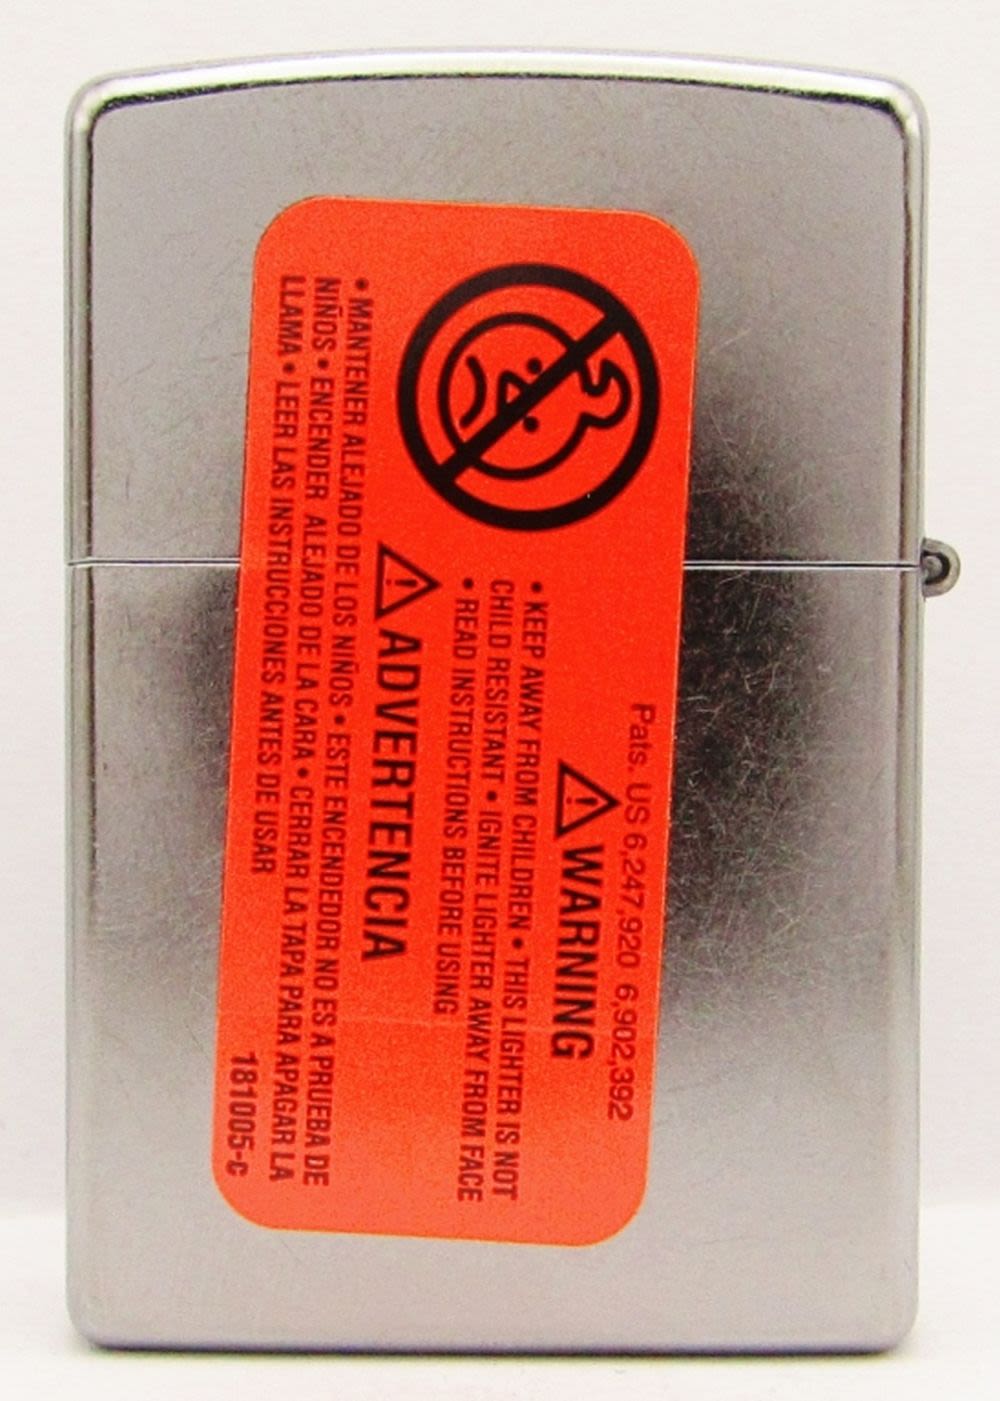 Pats. US 6,247,920 6,902,392
WARNING
• KEEP AWAY FROM CHILDREN • THIS LIGHTER IS NOT
CHILD RESISTANT • IGNITE LIGHTER AWAY FROM FACE
• READ INSTRUCTIONS BEFORE USING
ADVERTENCIA
• MANTENER ALEJADO DE LOS NIÑOS • ESTE ENCENDEDOR NO ES A PRUEBA DE
NIÑOS • ENCENDER ALEJADO DE LA CARA • CERRAR LA TAPA PARA APAGAR LA
LLAMA • LEER LAS INSTRUCCIONES ANTES DE USAR
181005-c